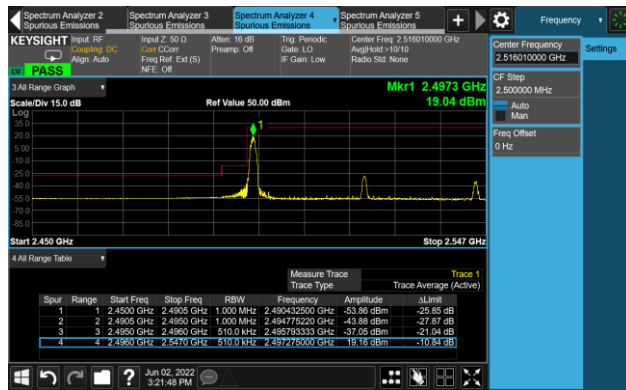 Spectrum Analyzer 2
Spurious Emissions
Spectrum Analyzer 3
Spurious Emissions
Spectrum Analyzer 4
Spurious Emissions
Spectrum Analyzer 5
Spurious Emissions
+
Frequency
KEYSIGHT
Input: RF
Coupling: DC
Align: Auto
Input Z: 50 Ω
Corr CCorr
Freq Ref: Ext (S)
NFE: Off
Atten: 16 dB
Preamp: Off
Trig: Periodic
Gate: LO
IF Gain: Low
Center Freq: 2.516010000 GHz
Avg|Hold:>10/10
Radio Std: None
PASS
Center Frequency
2.516010000 GHz
Settings
CF Step
2.500000 MHz
Auto
Man
Freq Offset
0 Hz
3 All Range Graph
Mkr1 2.4973 GHz
19.04 dBm
Scale/Div 15.0 dB
Ref Value 50.00 dBm
Log
35.0
20.0
5.00
-10.0
-25.0
-40.0
-55.0
-70.0
-85.0
1
Start 2.450 GHz
Stop 2.547 GHz
4 All Range Table
Measure Trace Trace 1
Trace Type Trace Average (Active)
Spur Range Start Freq Stop Freq RBW Frequency Amplitude ΔLimit
1 1 2.4500 GHz 2.4905 GHz 1.000 MHz 2.490432500 GHz -53.86 dBm -25.85 dB
2 2 2.4905 GHz 2.4950 GHz 1.000 MHz 2.494775220 GHz -43.88 dBm -27.87 dB
3 3 2.4950 GHz 2.4960 GHz 510.0 kHz 2.495793333 GHz -37.05 dBm -21.04 dB
4 4 2.4960 GHz 2.5470 GHz 510.0 kHz 2.497275000 GHz 19.16 dBm -10.84 dB
?
Jun 02, 2022
3:21:48 PM